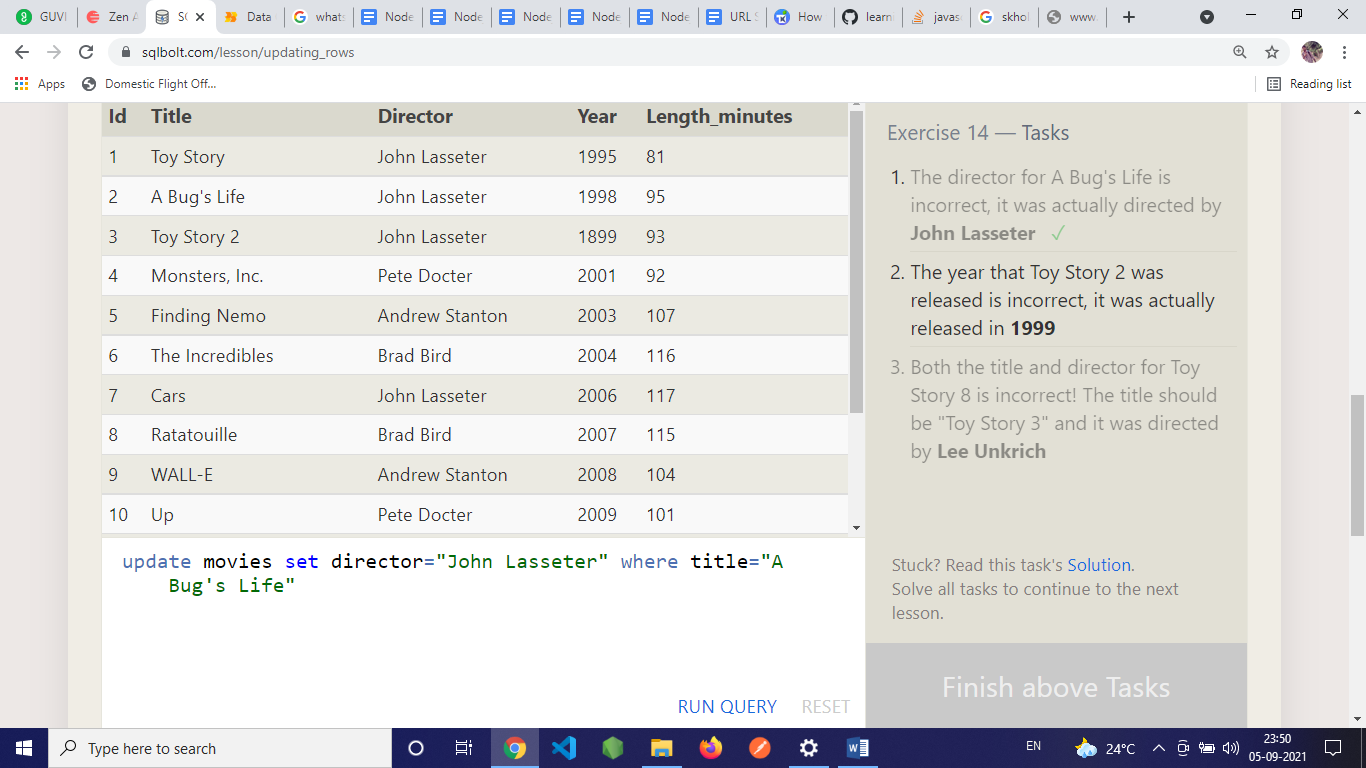 GUVI Zen A SQ Data whats Node Node Node Node Node URL S How learn javas skhol www.
sqlbolt.com/lesson/updating_rows
Apps Domestic Flight Off... Reading list
Id Title Director Year Length_minutes
1 Toy Story John Lasseter 1995 81
2 A Bug's Life John Lasseter 1998 95
3 Toy Story 2 John Lasseter 1899 93
4 Monsters, Inc. Pete Docter 2001 92
5 Finding Nemo Andrew Stanton 2003 107
6 The Incredibles Brad Bird 2004 116
7 Cars John Lasseter 2006 117
8 Ratatouille Brad Bird 2007 115
9 WALL-E Andrew Stanton 2008 104
10 Up Pete Docter 2009 101
update movies set director="John Lasseter" where title="A
Bug's Life"
RUN QUERY RESET
Exercise 14 — Tasks
1. The director for A Bug's Life is
incorrect, it was actually directed by
John Lasseter ✓
2. The year that Toy Story 2 was
released is incorrect, it was actually
released in 1999
3. Both the title and director for Toy
Story 8 is incorrect! The title should
be "Toy Story 3" and it was directed
by Lee Unkrich
Stuck? Read this task's Solution.
Solve all tasks to continue to the next
lesson.
Finish above Tasks
Type here to search
EN 24°C 23:50
05-09-2021